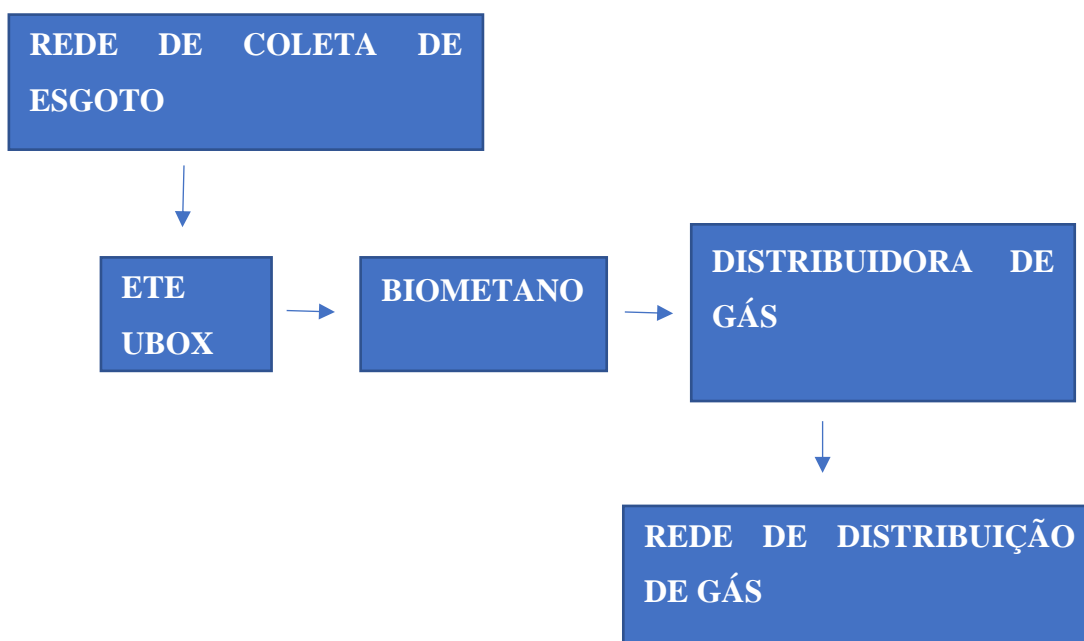 REDE DE COLETA DE
ESGOTO
ETE
UBOX
BIOMETANO
DISTRIBUIDORA DE
GÁS
REDE DE DISTRIBUIÇÃO
DE GÁS